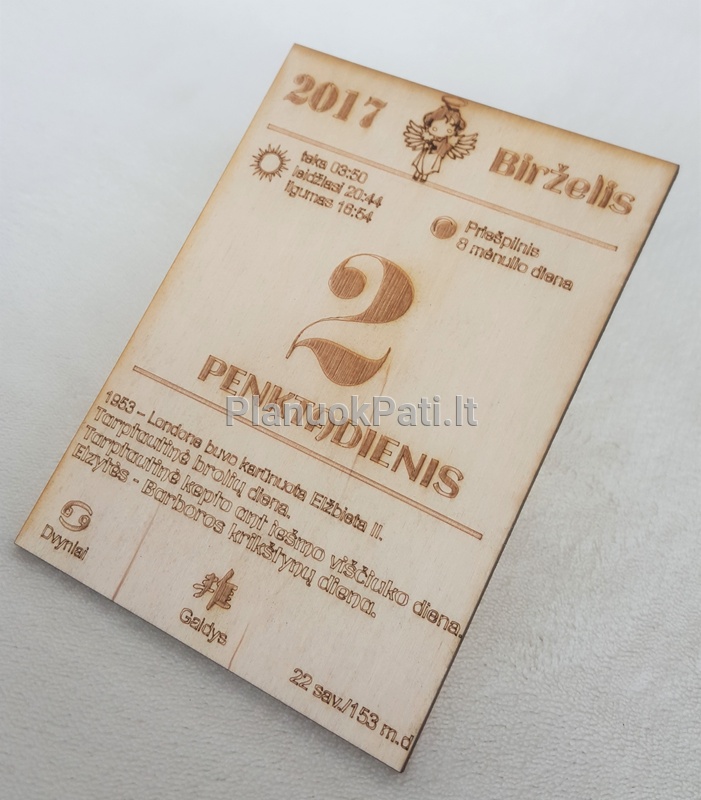 2017
Birželis
teka 03:50
leidžiasi 20:44
ilgumas 16:54
Priešpilnis
8 mėnulio diena
2
PENKTADIENIS
PlanuokPati.lt
1953 - Londone buvo karūnuota Elžbieta II.
Tarptautinė brolių diena.
Tarptautinė kepto ant iešmo viščiuko diena.
Elzytės - Barboros krikštynų diena.
Dvyniai
Gaidys
22 sav./153 m.d